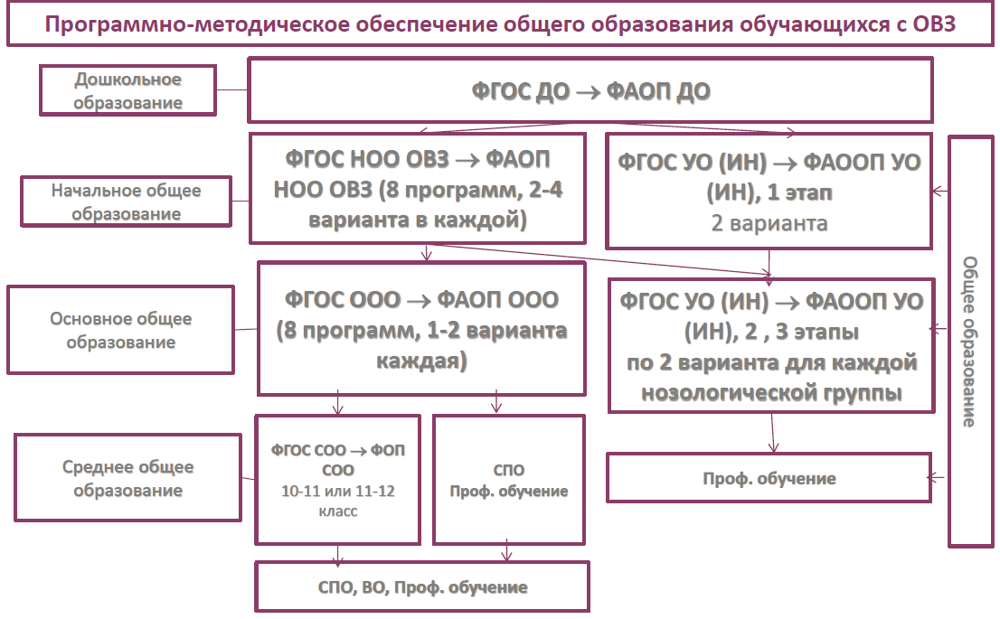 Программно-методическое обеспечение общего образования обучающихся с ОВЗ
Дошкольное
образование
ФГОС ДО → ФАОП ДО
Начальное общее
образование
ФГОС НОО ОВЗ → ФАОП
НОО ОВЗ (8 программ, 2-4
варианта в каждой)
ФГОС УО (ИН) → ФАООП УО
(ИН), 1 этап
2 варианта
Общее образование
Основное общее
образование
ФГОС ООО → ФАОП ООО
(8 программ, 1-2 варианта
каждая)
ФГОС УО (ИН) → ФАООП УО
(ИН), 2 , 3 этапы
по 2 варианта для каждой
нозологической группы
Среднее общее
образование
ФГОС СОО → ФОП
СОО
10-11 или 11-12
класс
СПО
Проф. обучение
Проф. обучение
СПО, ВО, Проф. обучение